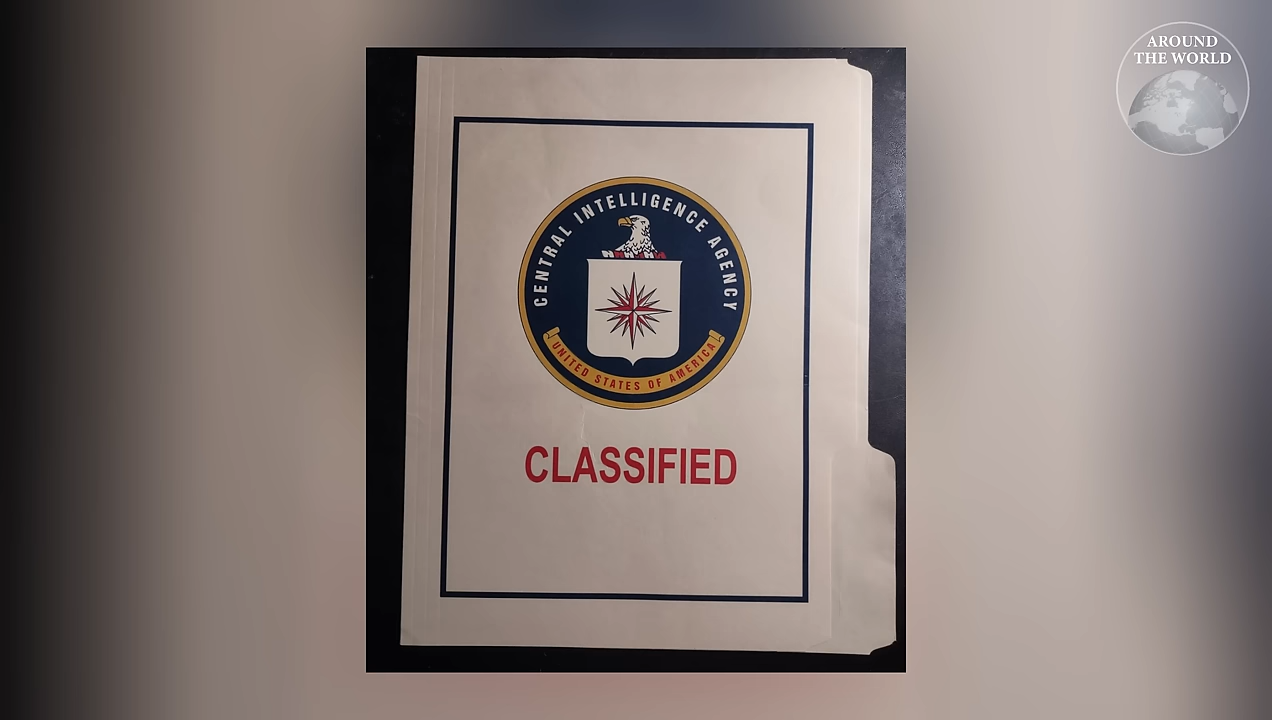 AROUND
THE WORLD
CENTRAL INTELLIGENCE AGENCY
UNITED STATES OF AMERICA
CLASSIFIED